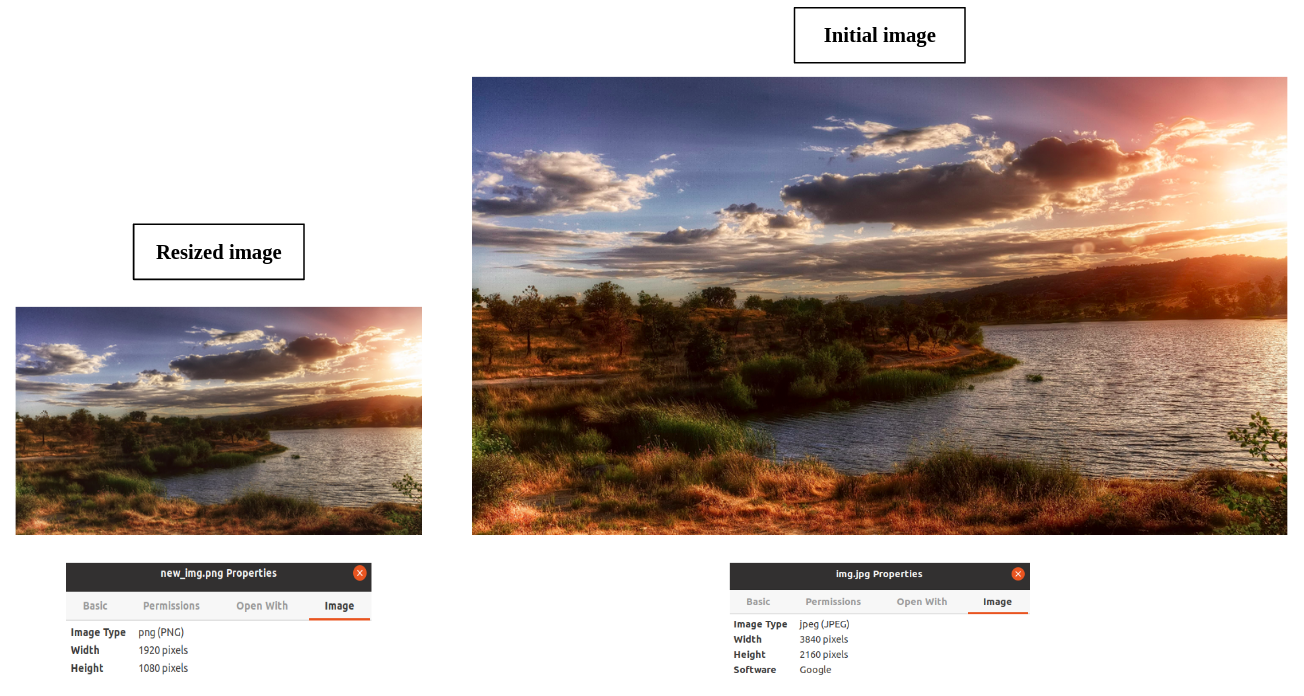 Initial image
Resized image
new_img.png Properties
Basic Permissions Open With Image
Image Type png (PNG)
Width 1920 pixels
Height 1080 pixels
img.jpg Properties
Basic Permissions Open With Image
Image Type jpeg (JPEG)
Width 3840 pixels
Height 2160 pixels
Software Google